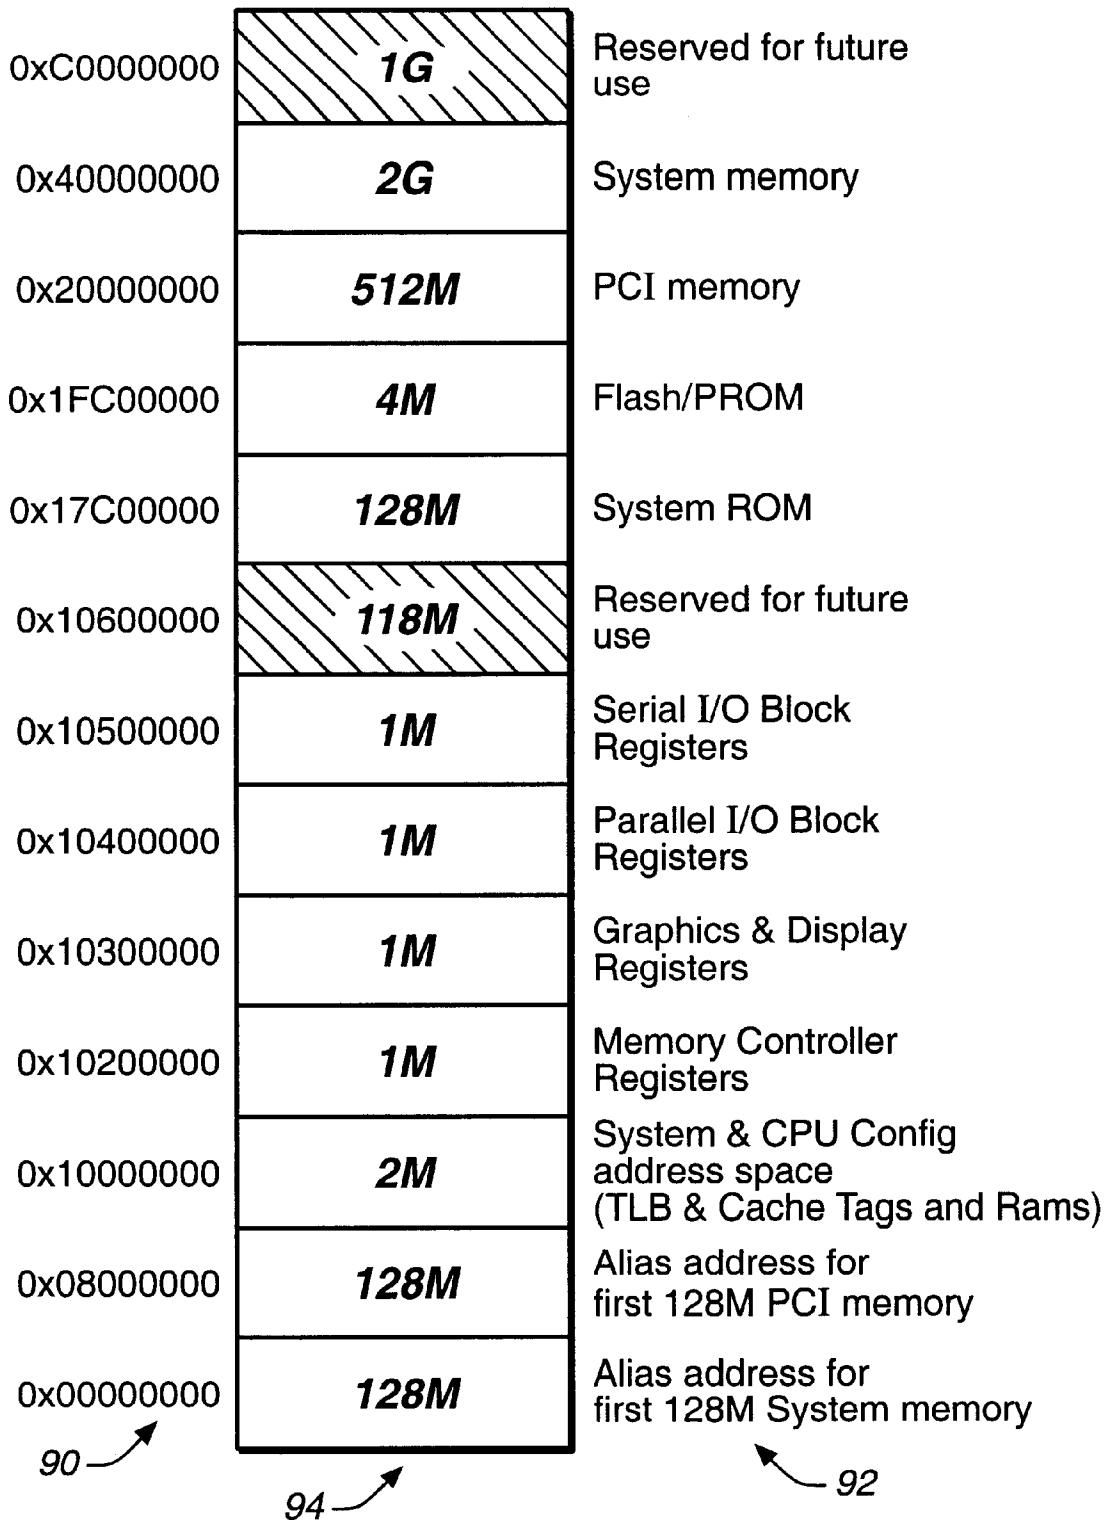 0xC0000000 1G Reserved for future
use
0x40000000 2G System memory
0x20000000 512M PCI memory
0x1FC00000 4M Flash/PROM
0x17C00000 128M System ROM
0x10600000 118M Reserved for future
use
0x10500000 1M Serial I/O Block
Registers
0x10400000 1M Parallel I/O Block
Registers
0x10300000 1M Graphics & Display
Registers
0x10200000 1M Memory Controller
Registers
0x10000000 2M System & CPU Config
address space
(TLB & Cache Tags and Rams)
0x08000000 128M Alias address for
first 128M PCI memory
0x00000000 128M Alias address for
first 128M System memory
90 94 92